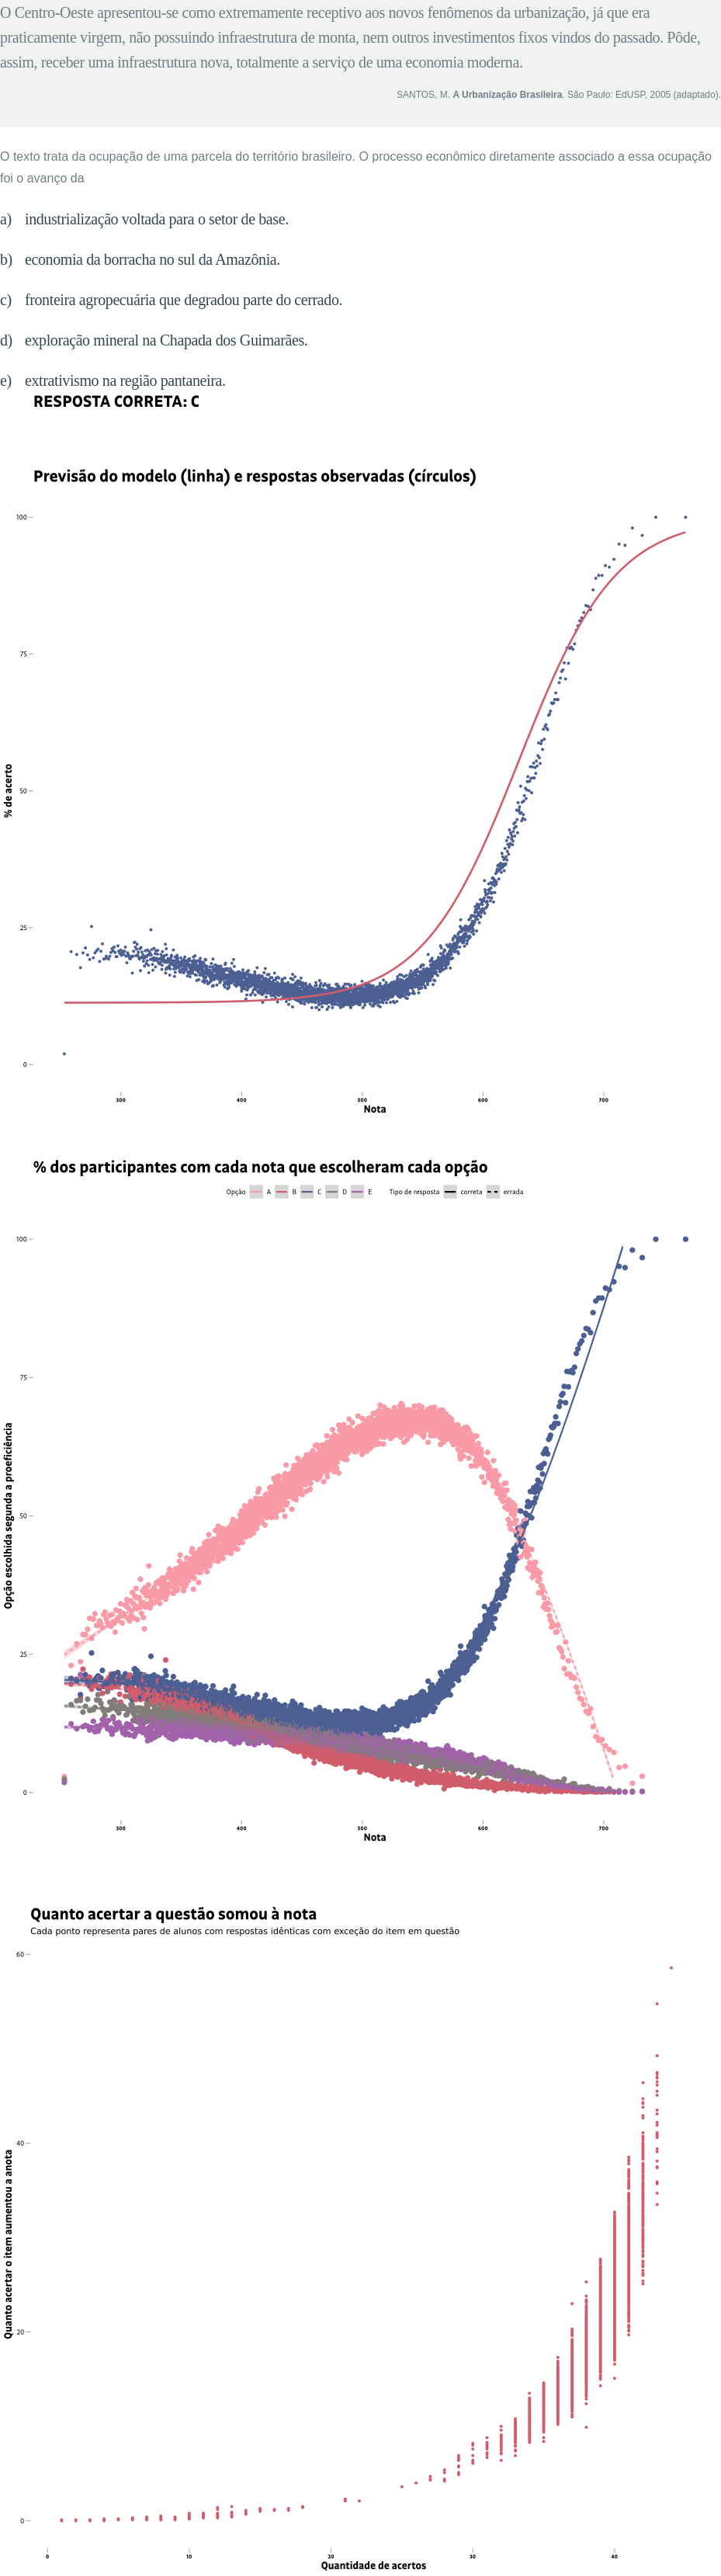 O Centro-Oeste apresentou-se como extremamente receptivo aos novos fenômenos da urbanização, já que era
praticamente virgem, não possuindo infraestrutura de monta, nem outros investimentos fixos vindos do passado. Pôde,
assim, receber uma infraestrutura nova, totalmente a serviço de uma economia moderna.
SANTOS, M. A Urbanização Brasileira. São Paulo: EdUSP, 2005 (adaptado).
O texto trata da ocupação de uma parcela do território brasileiro. O processo econômico diretamente associado a essa ocupação
foi o avanço da
a) industrialização voltada para o setor de base.
b) economia da borracha no sul da Amazônia.
c) fronteira agropecuária que degradou parte do cerrado.
d) exploração mineral na Chapada dos Guimarães.
e) extrativismo na região pantaneira.
RESPOSTA CORRETA: C
Previsão do modelo (linha) e respostas observadas (círculos)
100
75
50
25
0
% de acerto
300 400 500 600 700
Nota
% dos participantes com cada nota que escolheram cada opção
Opção A B C D E Tipo de resposta correta errada
100
75
50
25
0
Opção escolhida segunda a proeficiência
300 400 500 600 700
Nota
Quanto acertar a questão somou à nota
Cada ponto representa pares de alunos com respostas idênticas com exceção do item em questão
60
40
20
0
Quanto acertar o item aumentou a anota
0 10 20 30 40
Quantidade de acertos